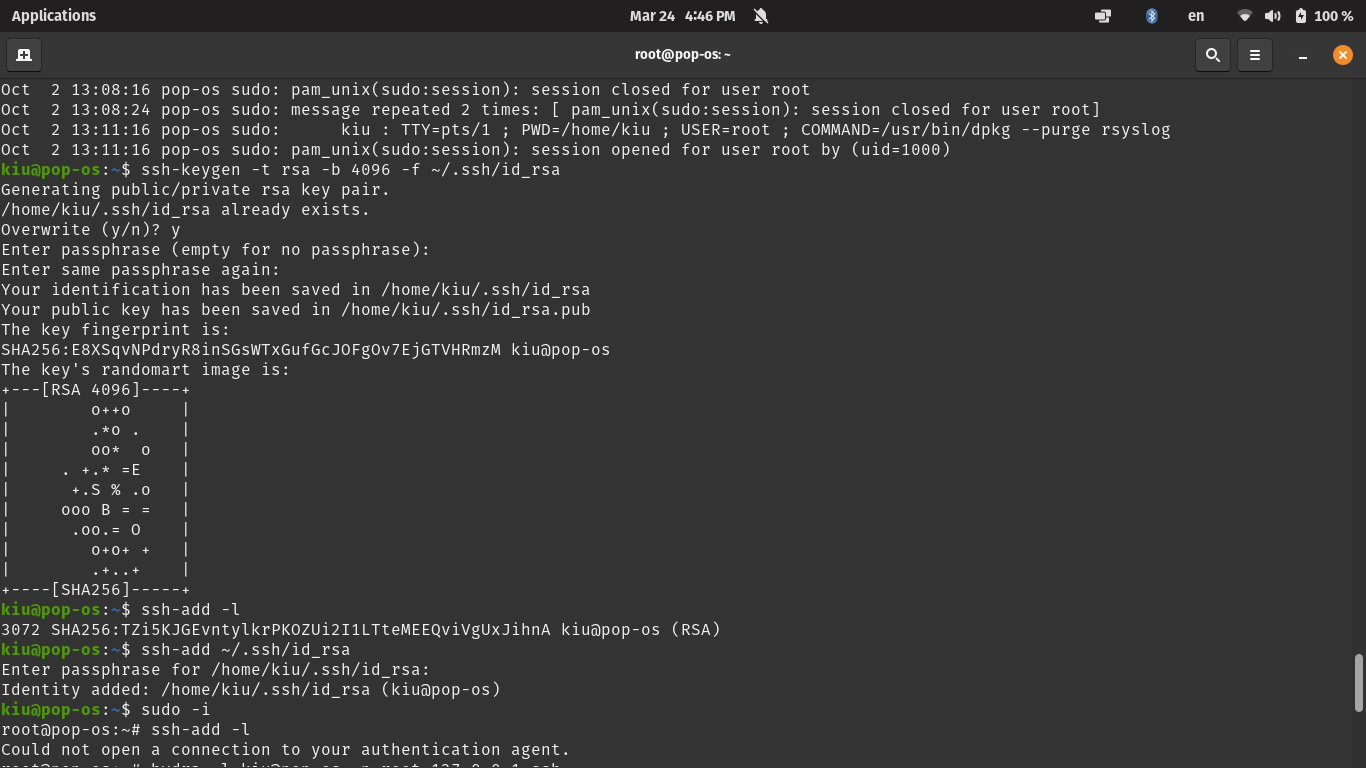 Applications
Mar 24 4:46 PM
en
100 %
root@pop-os: ~
Oct  2 13:08:16 pop-os sudo: pam_unix(sudo:session): session closed for user root
Oct  2 13:08:24 pop-os sudo: message repeated 2 times: [ pam_unix(sudo:session): session closed for user root]
Oct  2 13:11:16 pop-os sudo:      kiu : TTY=pts/1 ; PWD=/home/kiu ; USER=root ; COMMAND=/usr/bin/dpkg --purge rsyslog
Oct  2 13:11:16 pop-os sudo: pam_unix(sudo:session): session opened for user root by (uid=1000)
kiu@pop-os:~$ ssh-keygen -t rsa -b 4096 -f ~/.ssh/id_rsa
Generating public/private rsa key pair.
/home/kiu/.ssh/id_rsa already exists.
Overwrite (y/n)? y
Enter passphrase (empty for no passphrase):
Enter same passphrase again:
Your identification has been saved in /home/kiu/.ssh/id_rsa
Your public key has been saved in /home/kiu/.ssh/id_rsa.pub
The key fingerprint is:
SHA256:E8XSqvNPdryR8inSGsWTxGufGcJOFgOv7EjGTVHRmzM kiu@pop-os
The key's randomart image is:
+---[RSA 4096]----+
|        o++o     |
|        .*o .    |
|        oo*  o   |
|     . +.* =E    |
|      +.S % .o   |
|     ooo B = =   |
|      .oo.= O    |
|        o+o+ +   |
|        .+..+    |
+----[SHA256]-----+
kiu@pop-os:~$ ssh-add -l
3072 SHA256:TZi5KJGEvntylkrPKOZUi2I1LTteMEEQviVgUxJihnA kiu@pop-os (RSA)
kiu@pop-os:~$ ssh-add ~/.ssh/id_rsa
Enter passphrase for /home/kiu/.ssh/id_rsa:
Identity added: /home/kiu/.ssh/id_rsa (kiu@pop-os)
kiu@pop-os:~$ sudo -i
root@pop-os:~# ssh-add -l
Could not open a connection to your authentication agent.